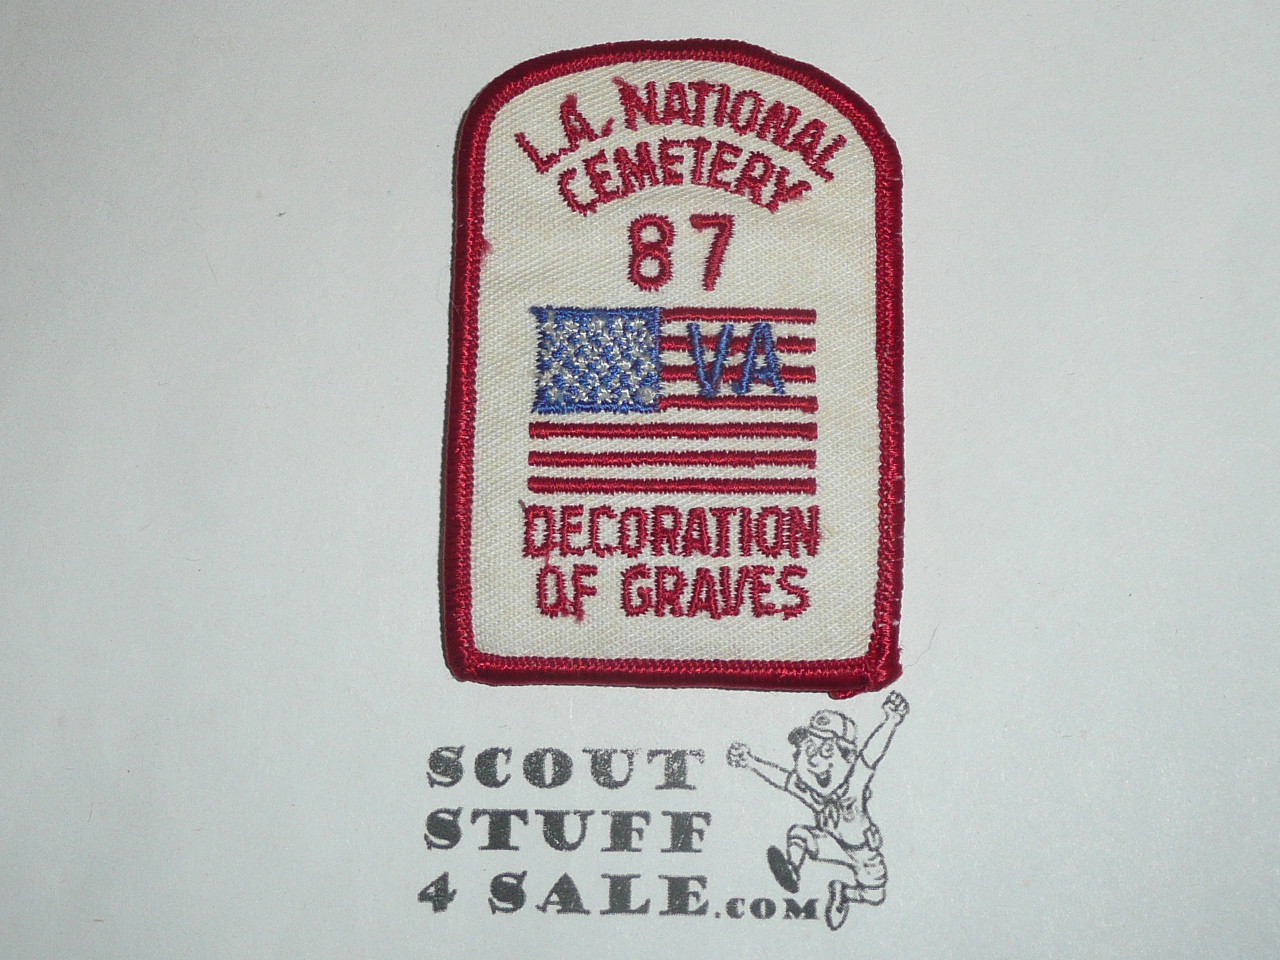 L.A. NATIONAL
CEMETERY
87
VA
DECORATION
OF GRAVES
SCOUT
STUFF
4 SALE.COM